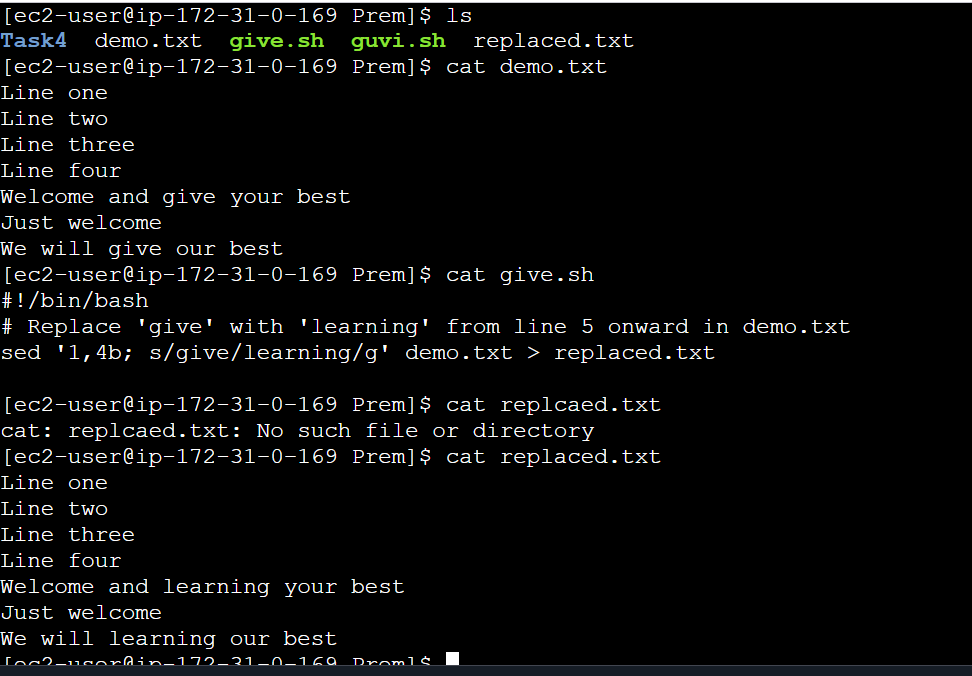 [ec2-user@ip-172-31-0-169 Prem]$ ls
Task4  demo.txt  give.sh  guvi.sh  replaced.txt
[ec2-user@ip-172-31-0-169 Prem]$ cat demo.txt
Line one
Line two
Line three
Line four
Welcome and give your best
Just welcome
We will give our best
[ec2-user@ip-172-31-0-169 Prem]$ cat give.sh
#!/bin/bash
# Replace 'give' with 'learning' from line 5 onward in demo.txt
sed '1,4b; s/give/learning/g' demo.txt > replaced.txt

[ec2-user@ip-172-31-0-169 Prem]$ cat replcaed.txt
cat: replcaed.txt: No such file or directory
[ec2-user@ip-172-31-0-169 Prem]$ cat replaced.txt
Line one
Line two
Line three
Line four
Welcome and learning your best
Just welcome
We will learning our best
[ec2-user@ip-172-31-0-169 Prem]$